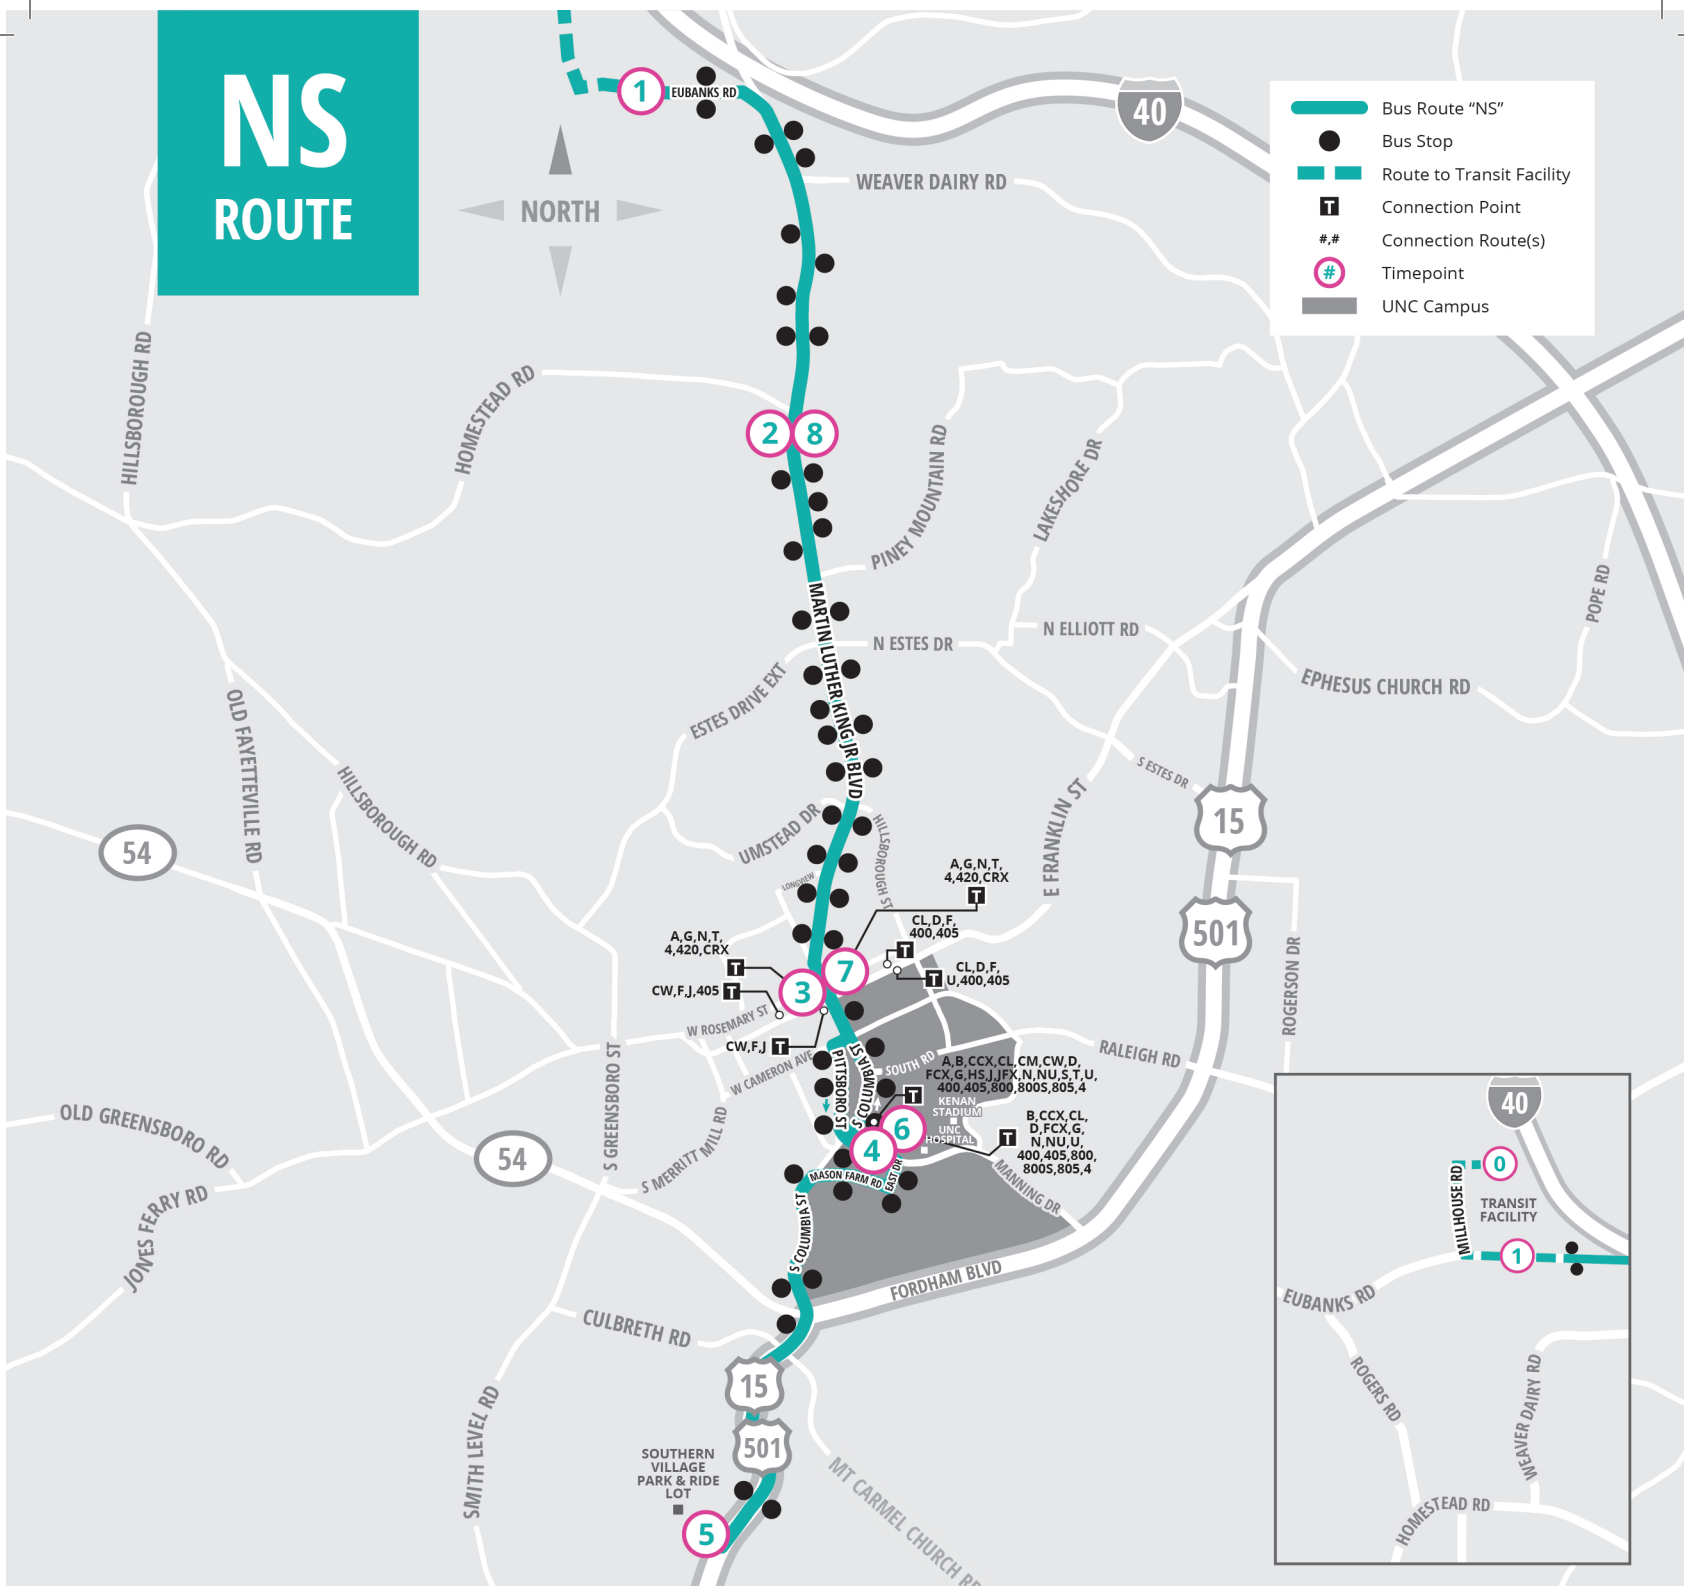 NS
ROUTE
1
EUBANKS RD
40
Bus Route “NS”
Bus Stop
Route to Transit Facility
T
Connection Point
#,#
Connection Route(s)
#
Timepoint
UNC Campus
NORTH
WEAVER DAIRY RD
HILLSBOROUGH RD
HOMESTEAD RD
2
8
PINEY MOUNTAIN RD
LAKESHORE DR
POPE RD
MARTIN LUTHER KING JR BLVD
N ESTES DR
N ELLIOTT RD
EPHESUS CHURCH RD
ESTES DRIVE EXT
OLD FAYETTEVILLE RD
HILLSBOROUGH RD
S ESTES DR
E FRANKLIN ST
15
501
54
UMSTEAD DR
LONGVIEW
HILLSBOROUGH ST
A,G,N,T,
4,420,CRX
T
CL,D,F,
400,405
T
CL,D,F,
U,400,405
T
A,G,N,T,
4,420,CRX
T
CW,F,J,405
T
7
3
W ROSEMARY ST
CW,F,J
T
W CAMERON AVE
PITTSBORO ST
S COLUMBIA ST
SOUTH RD
RALEIGH RD
ROGERSON DR
A,B,CCX,CL,CM,CW,D,
FCX,G,HS,J,JFX,N,NU,S,T,U,
400,405,800,800S,805,4
T
KENAN
STADIUM
UNC
HOSPITAL
B,CCX,CL,
D,FCX,G,
N,NU,U,
400,405,800,
800S,805,4
T
6
4
MASON FARM RD
EAST DR
MANNING DR
S COLUMBIA ST
S GREENSBORO ST
S MERRITT MILL RD
OLD GREENSBORO RD
54
JONES FERRY RD
FORDHAM BLVD
CULBRETH RD
15
501
SMITH LEVEL RD
SOUTHERN
VILLAGE
PARK & RIDE
LOT
5
MT CARMEL CHURCH RD
40
0
MILLHOUSE RD
TRANSIT
FACILITY
1
EUBANKS RD
ROGERS RD
WEAVER DAIRY RD
HOMESTEAD RD